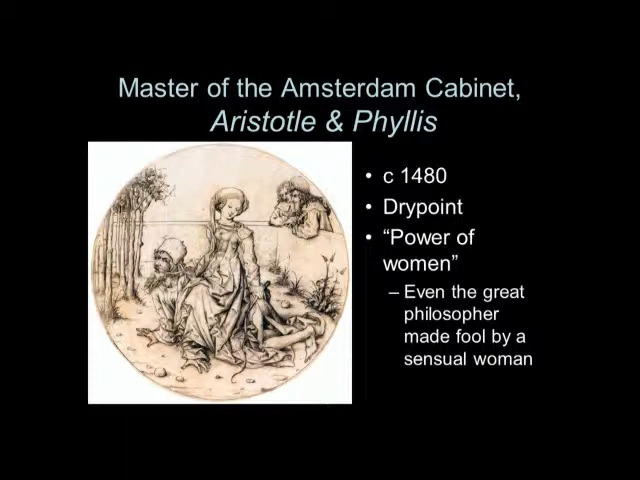 Master of the Amsterdam Cabinet,
Aristotle & Phyllis
• c 1480
• Drypoint
• “Power of
women”
– Even the great
philosopher
made fool by a
sensual woman